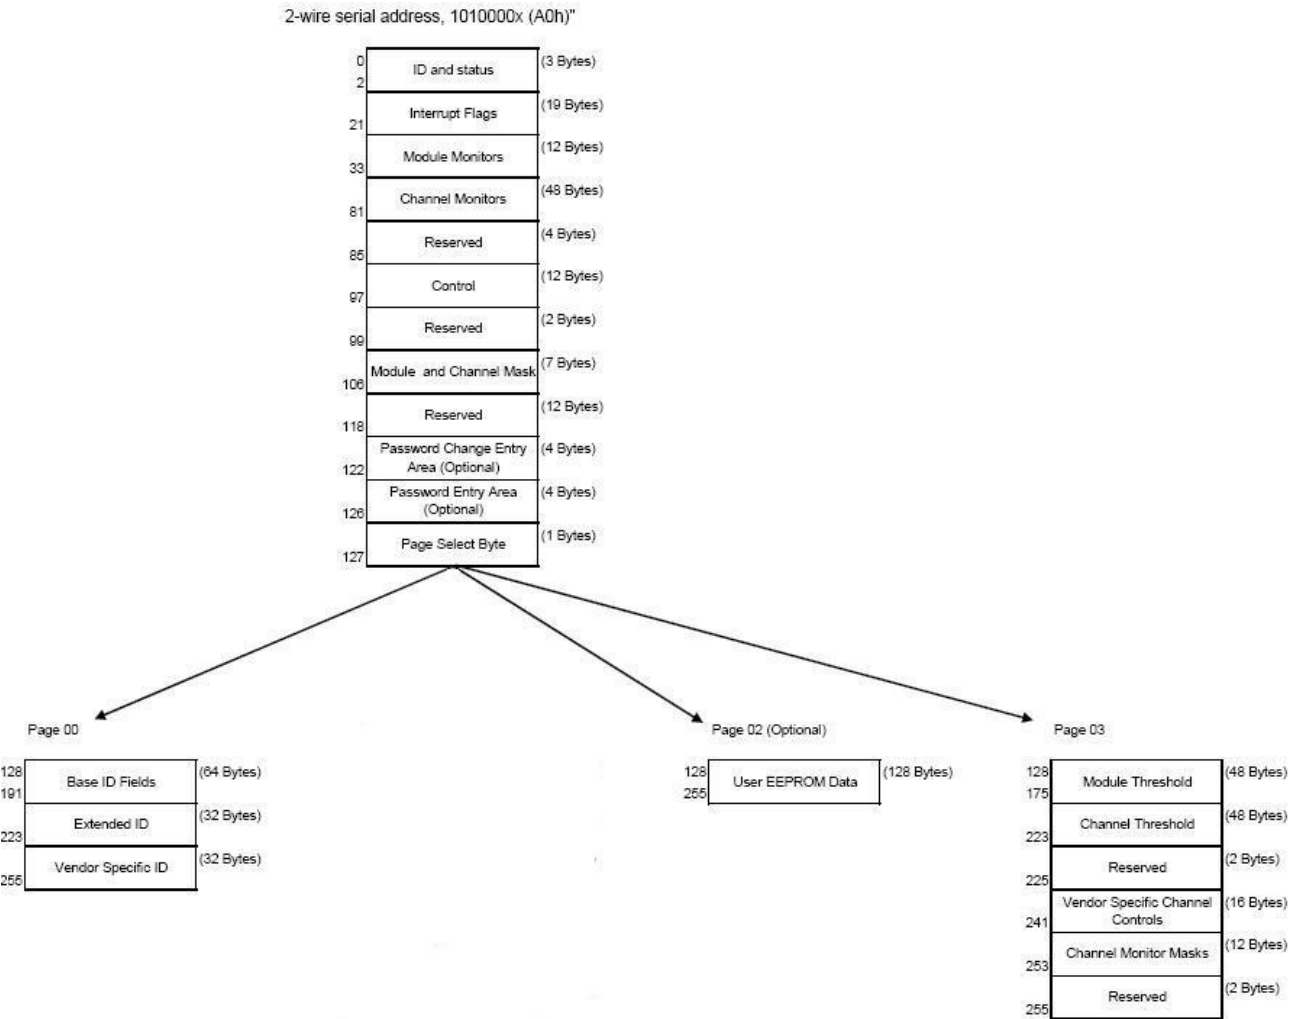 2-wire serial address, 1010000x (A0h)"
0
ID and status
(3 Bytes)
2
Interrupt Flags
(19 Bytes)
21
Module Monitors
(12 Bytes)
33
Channel Monitors
(48 Bytes)
81
Reserved
(4 Bytes)
85
Control
(12 Bytes)
97
Reserved
(2 Bytes)
99
Module and Channel Mask
(7 Bytes)
106
Reserved
(12 Bytes)
118
Password Change Entry
Area (Optional)
(4 Bytes)
122
Password Entry Area
(Optional)
(4 Bytes)
126
Page Select Byte
(1 Bytes)
127
Page 00
128
Base ID Fields
(64 Bytes)
191
Extended ID
(32 Bytes)
223
Vendor Specific ID
(32 Bytes)
255
Page 02 (Optional)
128
User EEPROM Data
(128 Bytes)
255
Page 03
128
Module Threshold
(48 Bytes)
175
Channel Threshold
(48 Bytes)
223
Reserved
(2 Bytes)
225
Vendor Specific Channel
Controls
(16 Bytes)
241
Channel Monitor Masks
(12 Bytes)
253
Reserved
(2 Bytes)
255